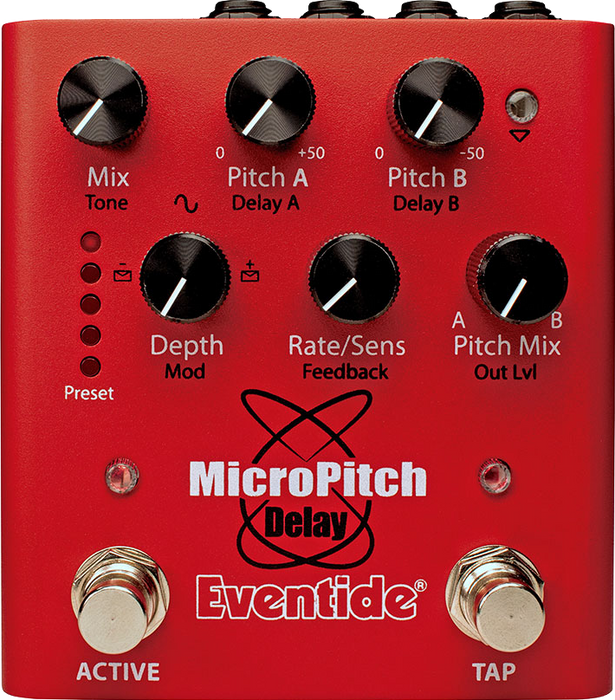 0 +50 0 -50
Mix Pitch A Pitch B
Tone Delay A Delay B
- +
A B
Depth Rate/Sens Pitch Mix
Mod Feedback Out Lvl
Preset
MicroPitch
Delay
Eventide®
ACTIVE TAP